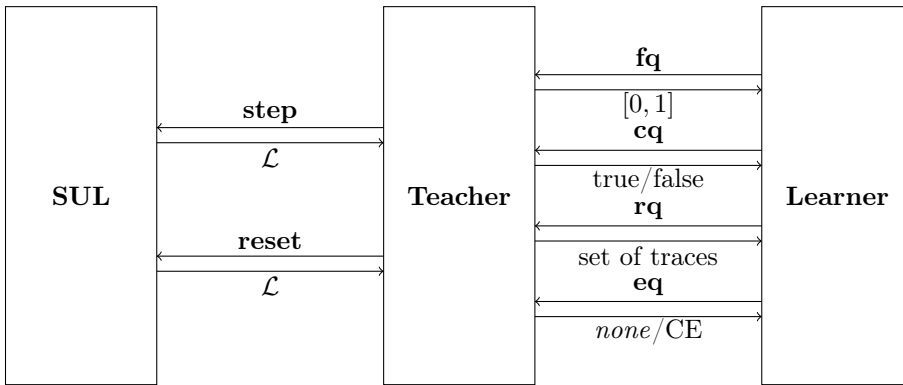 fq
[0, 1]
step
cq
ℒ
true/false
SUL
Teacher
Learner
rq
reset
set of traces
ℒ
eq
none/CE